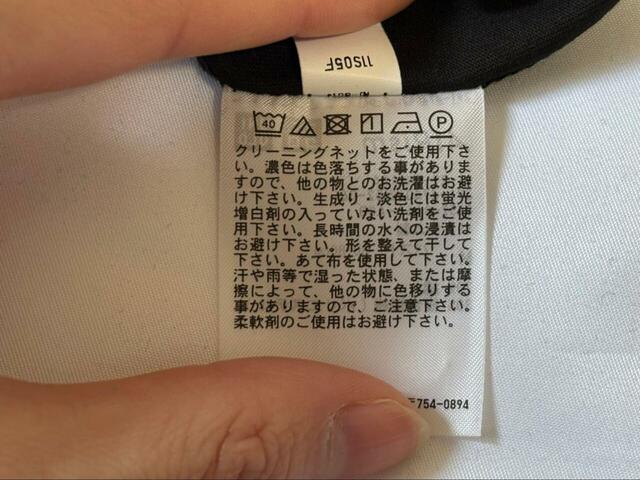 11S05F
40
P
クリーニングネットをご使用下さ
い。濃色は色落ちする事がありま
すので、他の物とのお洗濯はお避
け下さい。生成り・淡色には蛍光
増白剤の入っていない洗剤をご使
用下さい。長時間の水への浸漬は
お避け下さい。形を整えて干して
下さい。あて布を使用して下さい。
汗や雨等で湿った状態、または摩
擦によって、他の物に色移りする
事がありますので、ご注意下さい。
柔軟剤のご使用はお避け下さい。
〒754-0894